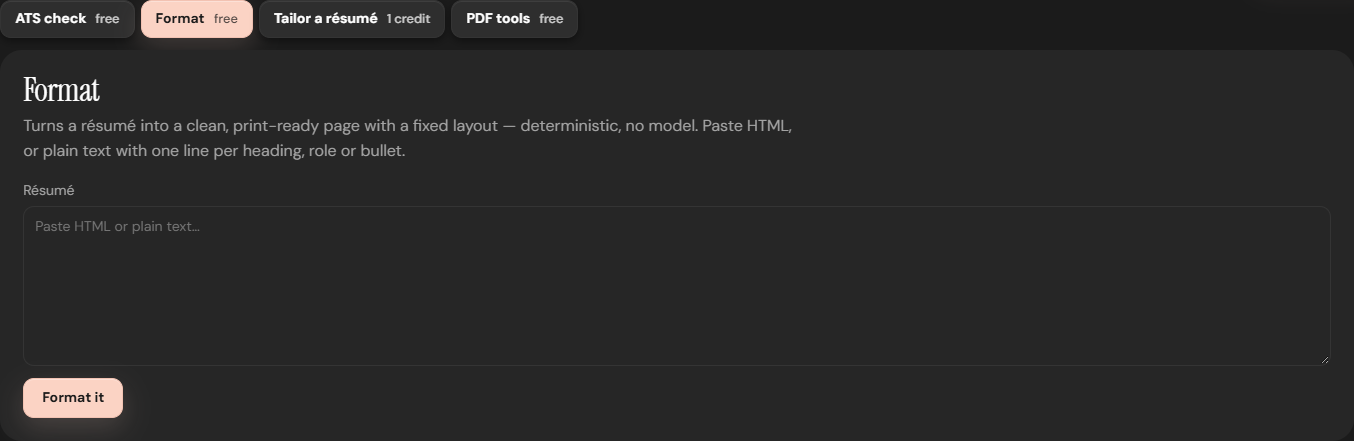 ATS check free Format free Tailor a résumé 1 credit PDF tools free
Format
Turns a résumé into a clean, print-ready page with a fixed layout — deterministic, no model. Paste HTML,
or plain text with one line per heading, role or bullet.
Résumé
Paste HTML or plain text…
Format it